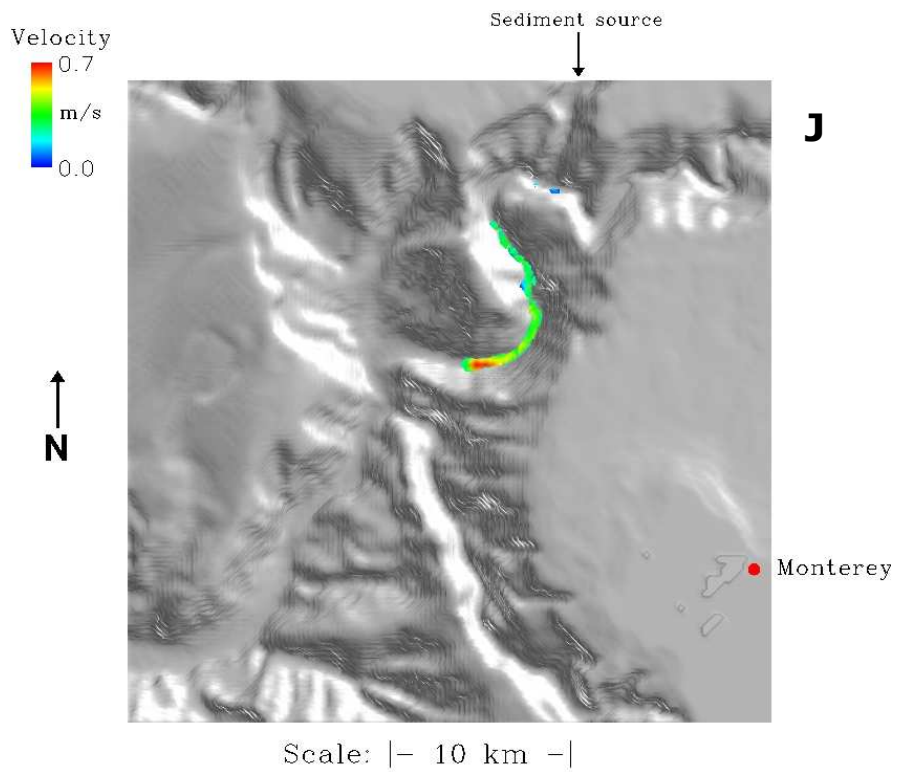 Sediment source
Velocity
0.7
m/s
0.0
J
N
Monterey
Scale: |– 10 km –|